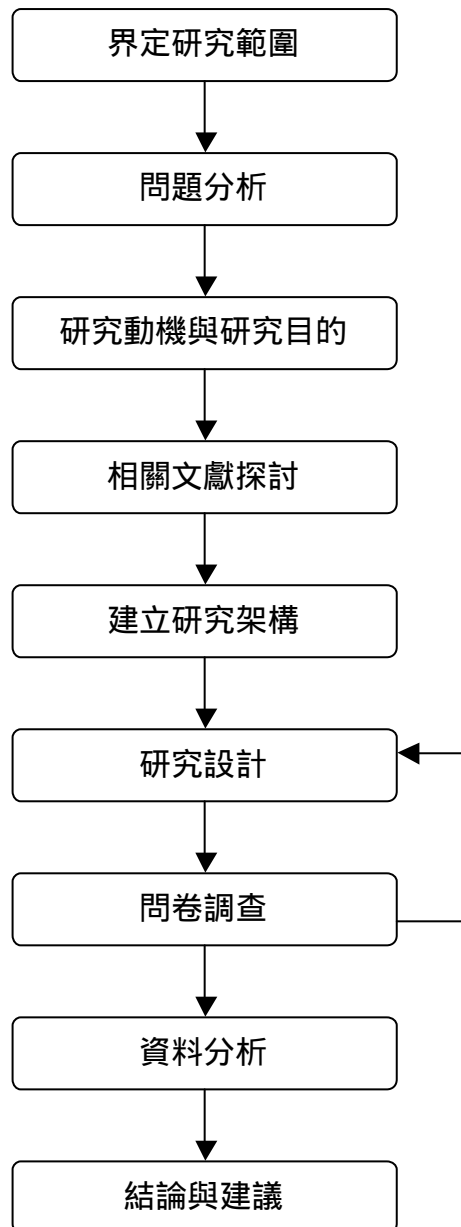 界定研究範圍
問題分析
研究動機與研究目的
相關文獻探討
建立研究架構
研究設計
問卷調查
資料分析
結論與建議